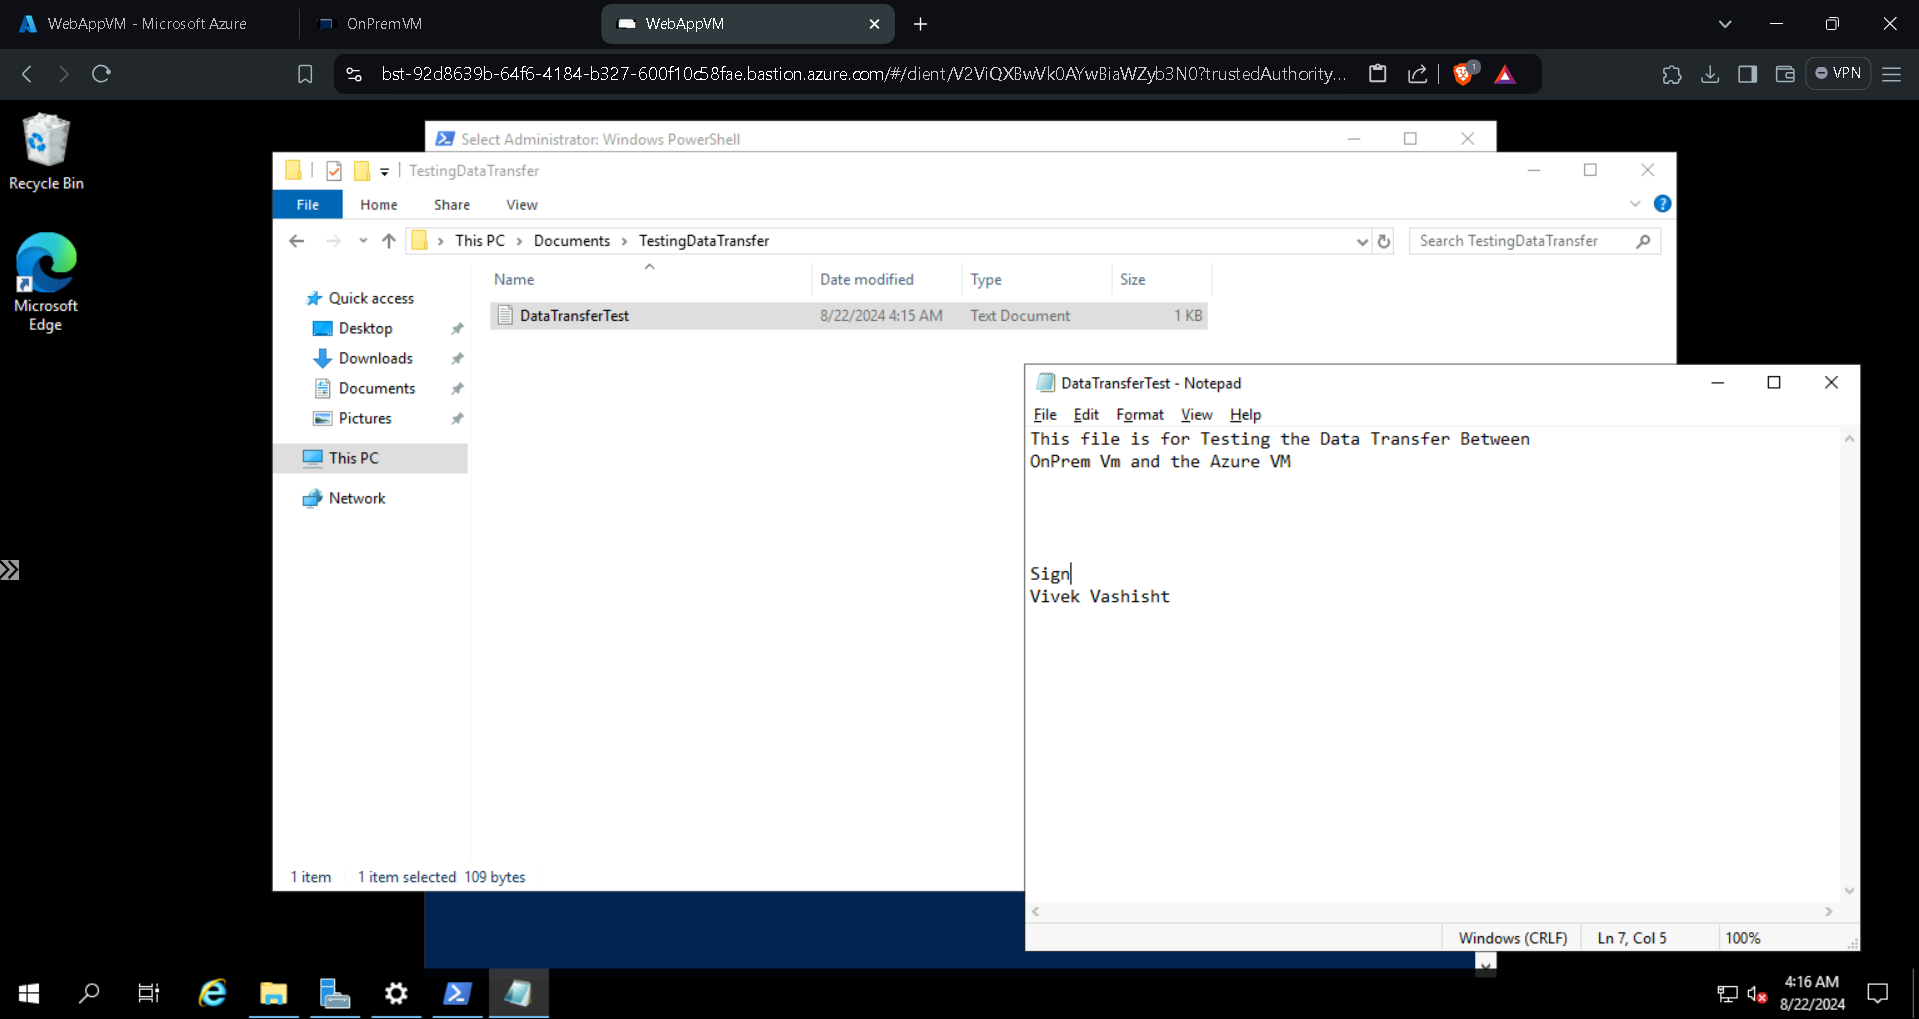 WebAppVM - Microsoft Azure
OnPremVM
WebAppVM
bst-92d8639b-64f6-4184-b327-600f10c58fae.bastion.azure.com/#/client/V2ViQXBwVk0AYwBiaWZyb3N0?trustedAuthority...
1
VPN
Recycle Bin
Microsoft
Edge
Select Administrator: Windows PowerShell
TestingDataTransfer
File
Home
Share
View
?
This PC > Documents > TestingDataTransfer
Search TestingDataTransfer
Name
Date modified
Type
Size
Quick access
Desktop
Downloads
Documents
Pictures
This PC
Network
DataTransferTest
8/22/2024 4:15 AM
Text Document
1 KB
1 item
1 item selected 109 bytes
DataTransferTest - Notepad
File Edit Format View Help
This file is for Testing the Data Transfer Between
OnPrem Vm and the Azure VM
Sign
Vivek Vashisht
Windows (CRLF)
Ln 7, Col 5
100%
4:16 AM
8/22/2024